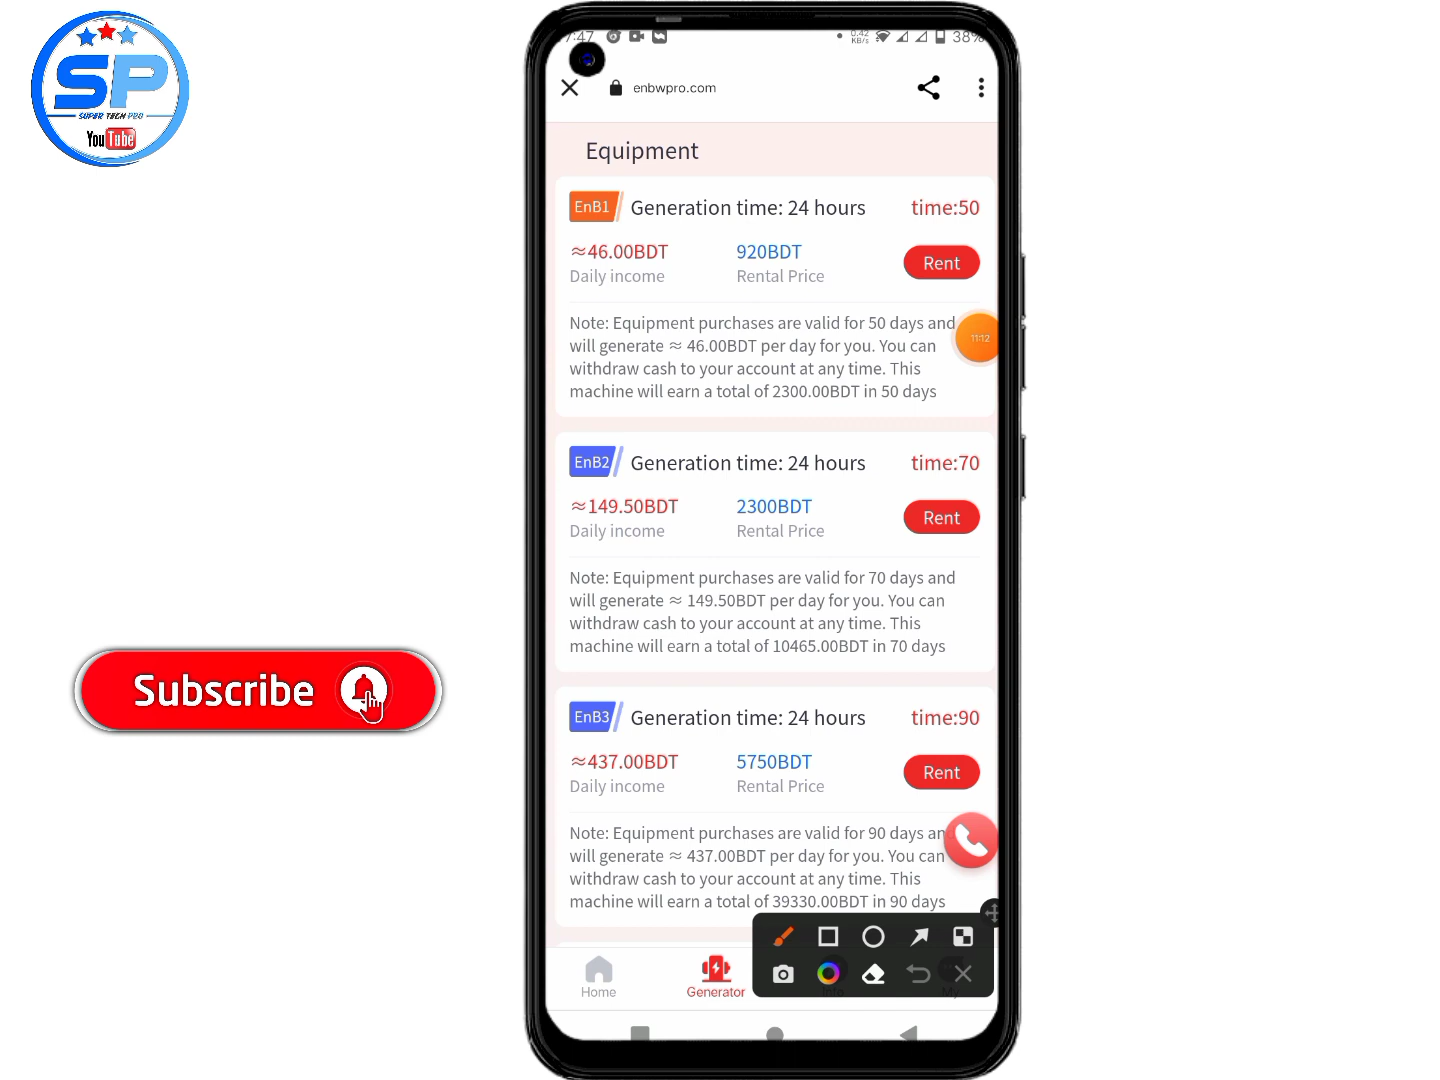 SP
SUPER TECH PRO
YouTube
Subscribe
7:47
0.42
KB/s
38%
enbwpro.com
Equipment
EnB1 Generation time: 24 hours time:50
≈46.00BDT 920BDT Rent
Daily income Rental Price
Note: Equipment purchases are valid for 50 days and
will generate ≈ 46.00BDT per day for you. You can
withdraw cash to your account at any time. This
machine will earn a total of 2300.00BDT in 50 days
11:12
EnB2 Generation time: 24 hours time:70
≈149.50BDT 2300BDT Rent
Daily income Rental Price
Note: Equipment purchases are valid for 70 days and
will generate ≈ 149.50BDT per day for you. You can
withdraw cash to your account at any time. This
machine will earn a total of 10465.00BDT in 70 days
EnB3 Generation time: 24 hours time:90
≈437.00BDT 5750BDT Rent
Daily income Rental Price
Note: Equipment purchases are valid for 90 days and
will generate ≈ 437.00BDT per day for you. You can
withdraw cash to your account at any time. This
machine will earn a total of 39330.00BDT in 90 days
Home Generator My